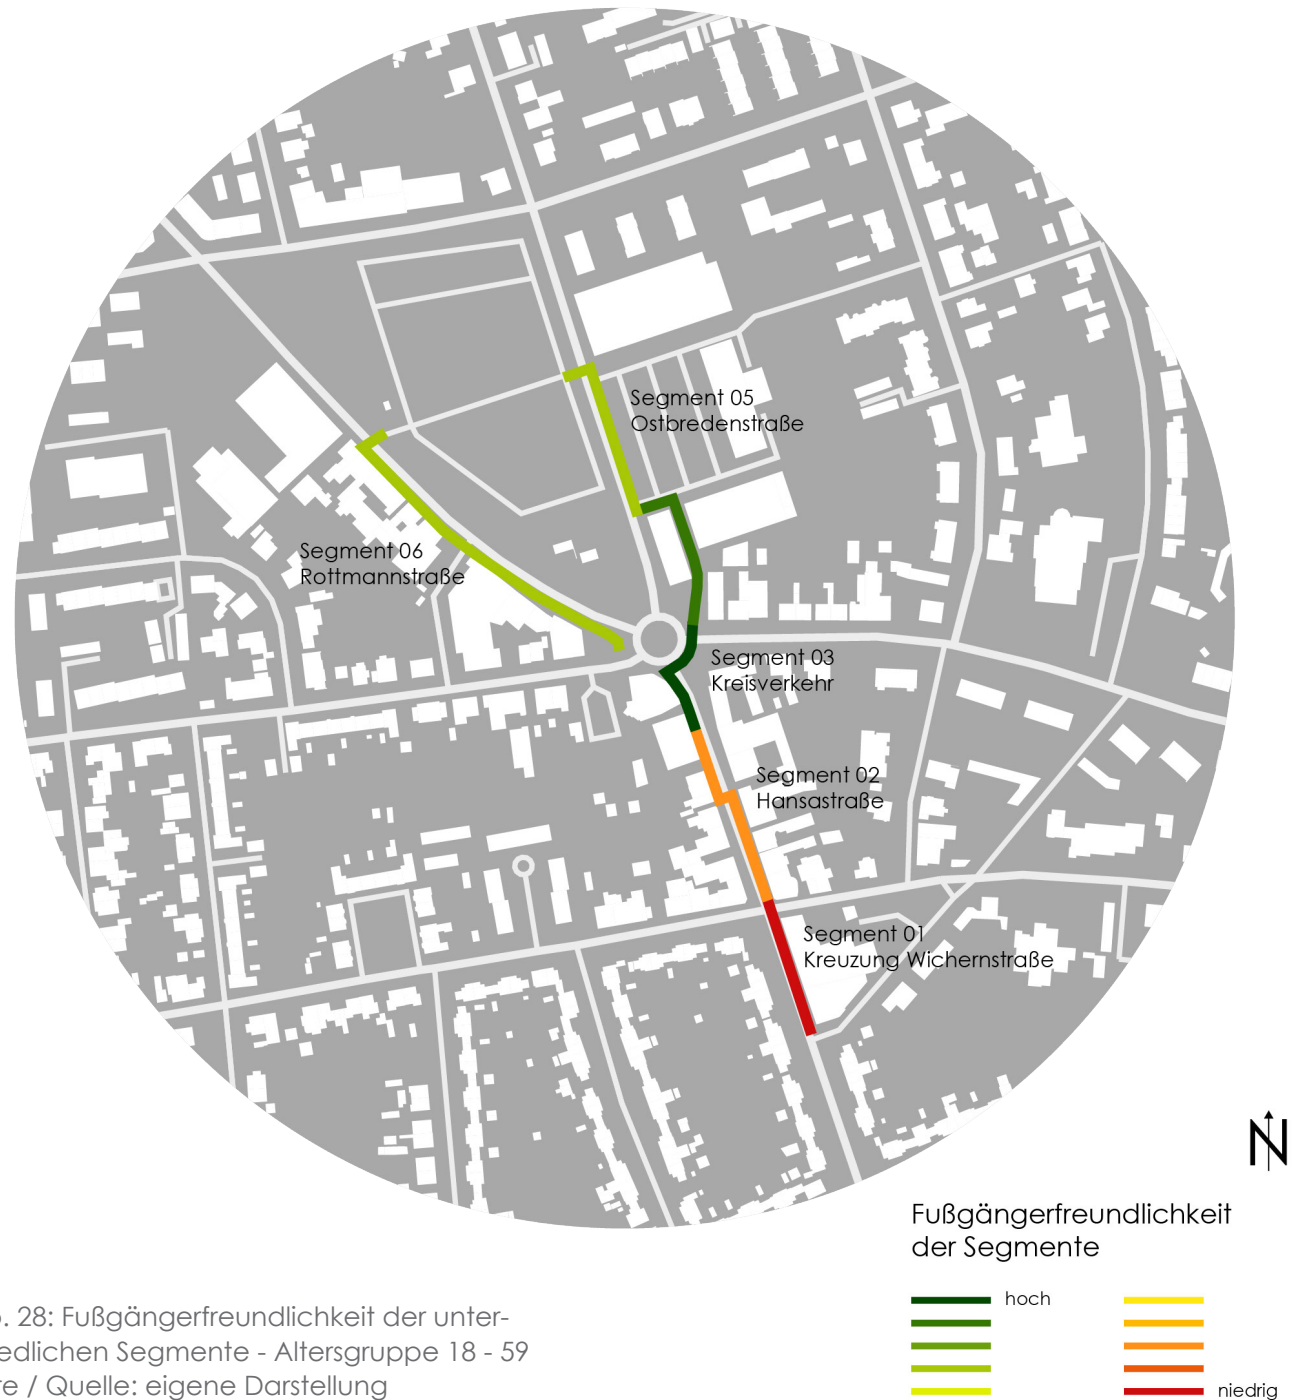 Segment 05
Ostbredenstraße
Segment 06
Rottmannstraße
Segment 03
Kreisverkehr
Segment 02
Hansastraße
Segment 01
Kreuzung Wichernstraße
N
Fußgängerfreundlichkeit
der Segmente
hoch
niedrig
. 28: Fußgängerfreundlichkeit der unter-
edlichen Segmente - Altersgruppe 18 - 59
re / Quelle: eigene Darstellung